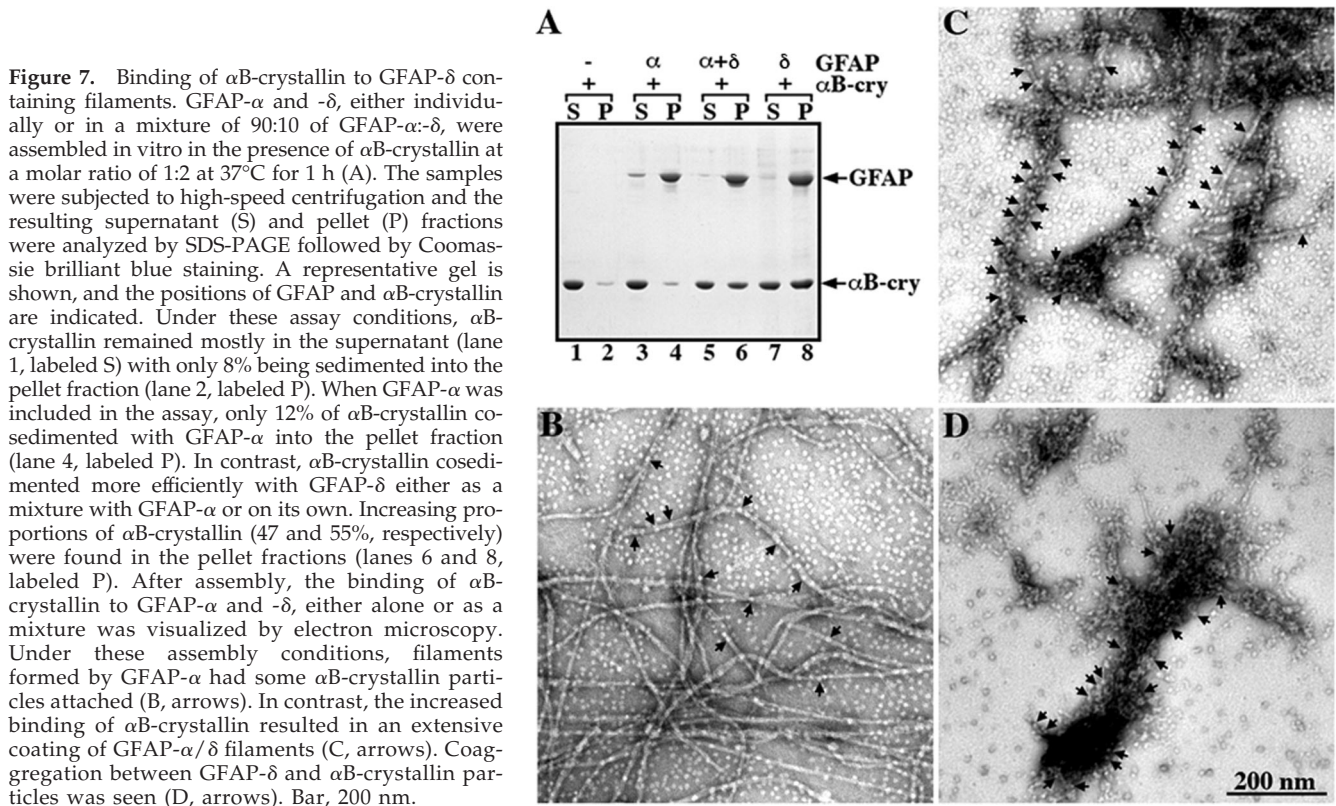 Figure 7. Binding of αB-crystallin to GFAP-δ con-
taining filaments. GFAP-α and -δ, either individu-
ally or in a mixture of 90:10 of GFAP-α:-δ, were
assembled in vitro in the presence of αB-crystallin at
a molar ratio of 1:2 at 37°C for 1 h (A). The samples
were subjected to high-speed centrifugation and the
resulting supernatant (S) and pellet (P) fractions
were analyzed by SDS-PAGE followed by Coomas-
sie brilliant blue staining. A representative gel is
shown, and the positions of GFAP and αB-crystallin
are indicated. Under these assay conditions, αB-
crystallin remained mostly in the supernatant (lane
1, labeled S) with only 8% being sedimented into the
pellet fraction (lane 2, labeled P). When GFAP-α was
included in the assay, only 12% of αB-crystallin co-
sedimented with GFAP-α into the pellet fraction
(lane 4, labeled P). In contrast, αB-crystallin cosedi-
mented more efficiently with GFAP-δ either as a
mixture with GFAP-α or on its own. Increasing pro-
portions of αB-crystallin (47 and 55%, respectively)
were found in the pellet fractions (lanes 6 and 8,
labeled P). After assembly, the binding of αB-
crystallin to GFAP-α and -δ, either alone or as a
mixture was visualized by electron microscopy.
Under these assembly conditions, filaments
formed by GFAP-α had some αB-crystallin parti-
cles attached (B, arrows). In contrast, the increased
binding of αB-crystallin resulted in an extensive
coating of GFAP-α/δ filaments (C, arrows). Coag-
gregation between GFAP-δ and αB-crystallin par-
ticles was seen (D, arrows). Bar, 200 nm.
A
- α α+δ δ GFAP
+ + + + αB-cry
S P S P S P S P
GFAP
αB-cry
1 2 3 4 5 6 7 8
B
C
D
200 nm